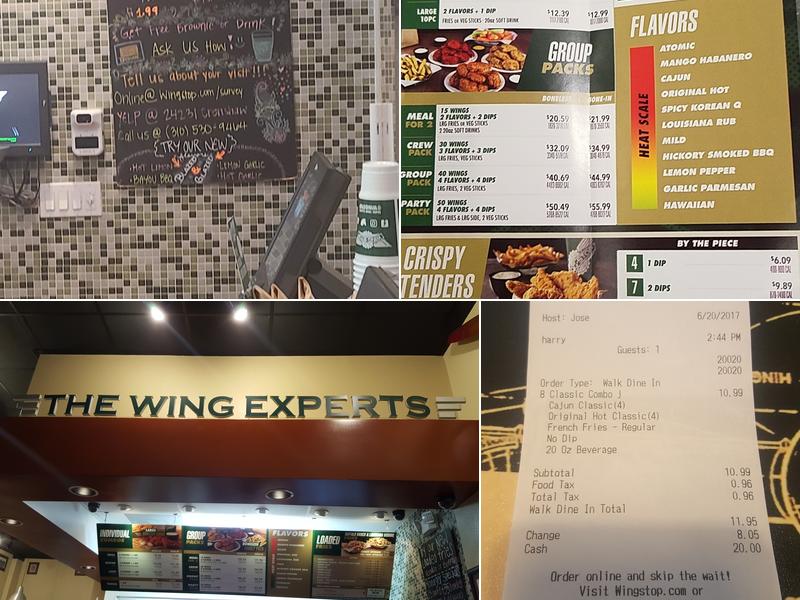 $1.99
Get Free Brownie or Drink!
Ask US How!
Tell us about your visit!!!
Online@ Wingstop.com/survey
YELP @ 24231 Crenshaw
Call us @ (310) 530-9464
TRY OUR NEW
HOT LEMON
BAYOU BBQ
LEMON GARLIC
HOT GARLIC
LARGE 10PC
2 FLAVORS + 1 DIP
FRIES OR VEG STICKS · 20oz SOFT DRINK
$12.39
$12.99
GROUP PACKS
BONELESS
BONE-IN
MEAL FOR 2
15 WINGS
2 FLAVORS + 2 DIPS
LRG FRIES OR VEG STICKS
2 20oz SOFT DRINKS
$20.59
$21.99
CREW PACK
30 WINGS
3 FLAVORS + 3 DIPS
LRG FRIES, VEG STICKS
$32.09
$34.99
GROUP PACK
40 WINGS
4 FLAVORS + 4 DIPS
LRG FRIES, VEG STICKS
$40.69
$44.99
PARTY PACK
50 WINGS
4 FLAVORS + 4 DIPS
LRG FRIES & LRG SIDE, 2 VEG STICKS
$50.49
$55.99
FLAVORS
HEAT SCALE
ATOMIC
MANGO HABANERO
CAJUN
ORIGINAL HOT
SPICY KOREAN Q
LOUISIANA RUB
MILD
HICKORY SMOKED BBQ
LEMON PEPPER
GARLIC PARMESAN
HAWAIIAN
CRISPY TENDERS
BY THE PIECE
4 1 DIP $6.09
7 2 DIPS $9.89
THE WING EXPERTS
INDIVIDUAL COMBOS
GROUP PACKS
FLAVORS
LOADED FRIES
Host: Jose 6/20/2017
harry 2:44 PM
Guests: 1
20020
20020
Order Type: Walk Dine In
8 Classic Combo j 10.99
Cajun Classic(4)
Original Hot Classic(4)
French Fries - Regular
No Dip
20 Oz Beverage
Subtotal 10.99
Food Tax 0.96
Total Tax 0.96
Walk Dine In Total
11.95
Change 8.05
Cash 20.00
Order online and skip the wait!
Visit Wingstop.com or